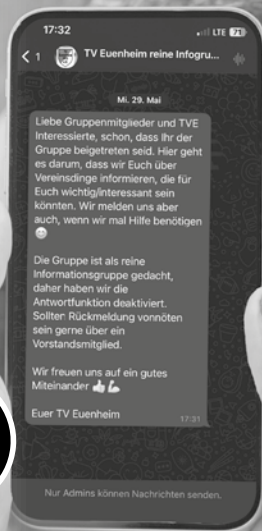 17:32 LTE 71
1 TV Euenheim reine Infogru...
Mi. 29. Mai
Liebe Gruppenmitglieder und TVE
Interessierte, schon, dass Ihr der
Gruppe beigetreten seid. Hier geht
es darum, dass wir Euch über
Vereinsdinge informieren, die für
Euch wichtig/interessant sein
könnten. Wir melden uns aber
auch, wenn wir mal Hilfe benötigen
😊
Die Gruppe ist als reine
Informationsgruppe gedacht,
daher haben wir die
Antwortfunktion deaktiviert.
Sollten Rückmeldung vonnöten
sein gerne über ein
Vorstandsmitglied.
Wir freuen uns auf ein gutes
Miteinander 👍💪
Euer TV Euenheim
17:31
Nur Admins können Nachrichten senden.